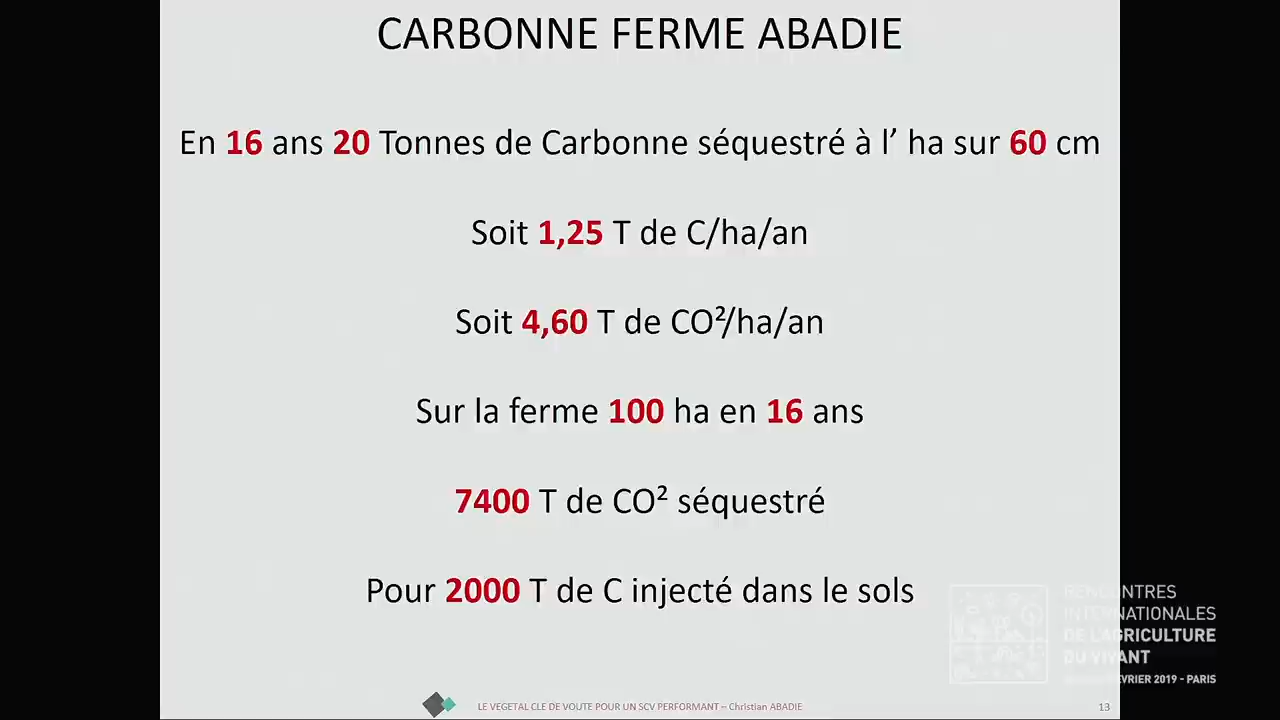 CARBONNE FERME ABADIE
En 16 ans 20 Tonnes de Carbonne séquestré à l’ ha sur 60 cm
Soit 1,25 T de C/ha/an
Soit 4,60 T de CO²/ha/an
Sur la ferme 100 ha en 16 ans
7400 T de CO² séquestré
Pour 2000 T de C injecté dans le sols
RENCONTRES
INTERNATIONALES
DE L'AGRICULTURE
DU VIVANT
FÉVRIER 2019 - PARIS
LE VEGETAL CLE DE VOUTE POUR UN SCV PERFORMANT – Christian ABADIE
13